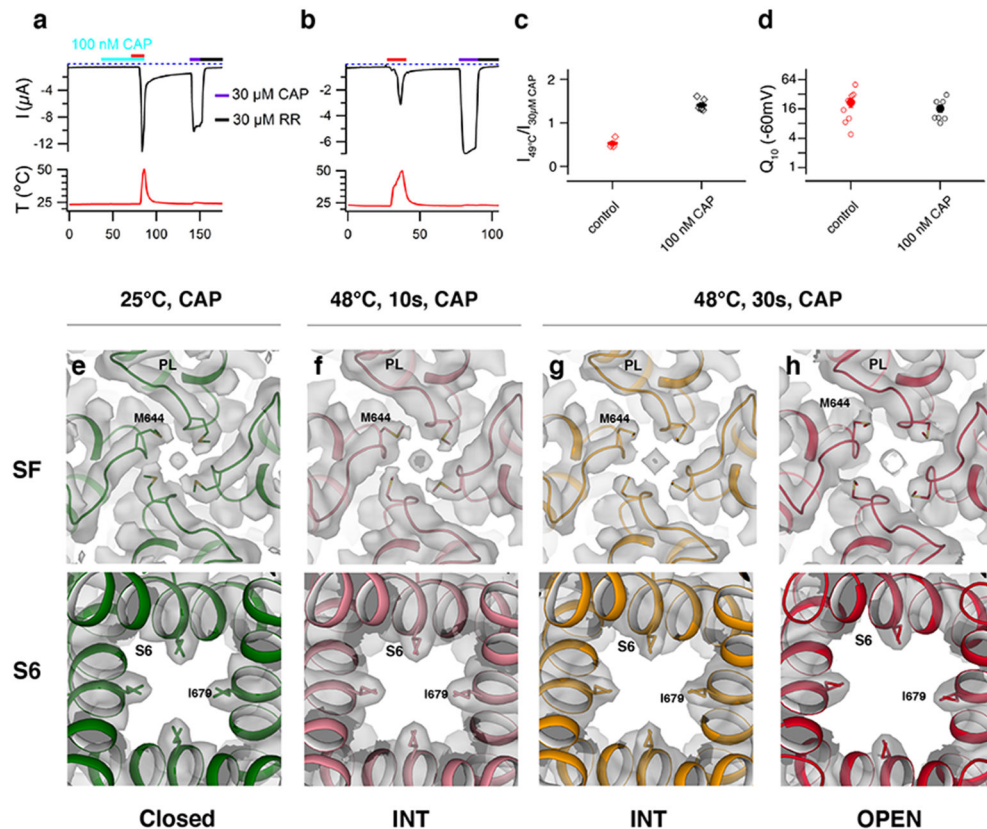 a
b
c
d
100 nM CAP
I (μA)
-4
-8
-12
30 μM CAP
30 μM RR
T (°C)
50
25
0
50
100
150
-2
-4
-6
50
25
0
50
100
I49°C/I30μM CAP
2
1
0
control
100 nM CAP
Q10 (-60mV)
64
16
4
1
control
100 nM CAP
25°C, CAP
48°C, 10s, CAP
48°C, 30s, CAP
SF
e
PL
M644
f
PL
M644
g
PL
M644
h
PL
M644
S6
S6
I679
S6
I679
S6
I679
S6
I679
Closed
INT
INT
OPEN